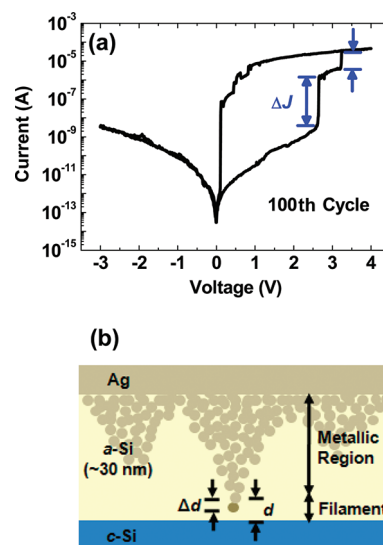 (a)
10⁻³
10⁻⁵
10⁻⁷
10⁻⁹
10⁻¹¹
10⁻¹³
10⁻¹⁵
Current (A)
ΔJ
100th Cycle
-3 -2 -1 0 1 2 3 4
Voltage (V)
(b)
Ag
a-Si
(~30 nm)
Metallic
Region
Δd
d
Filament
c-Si